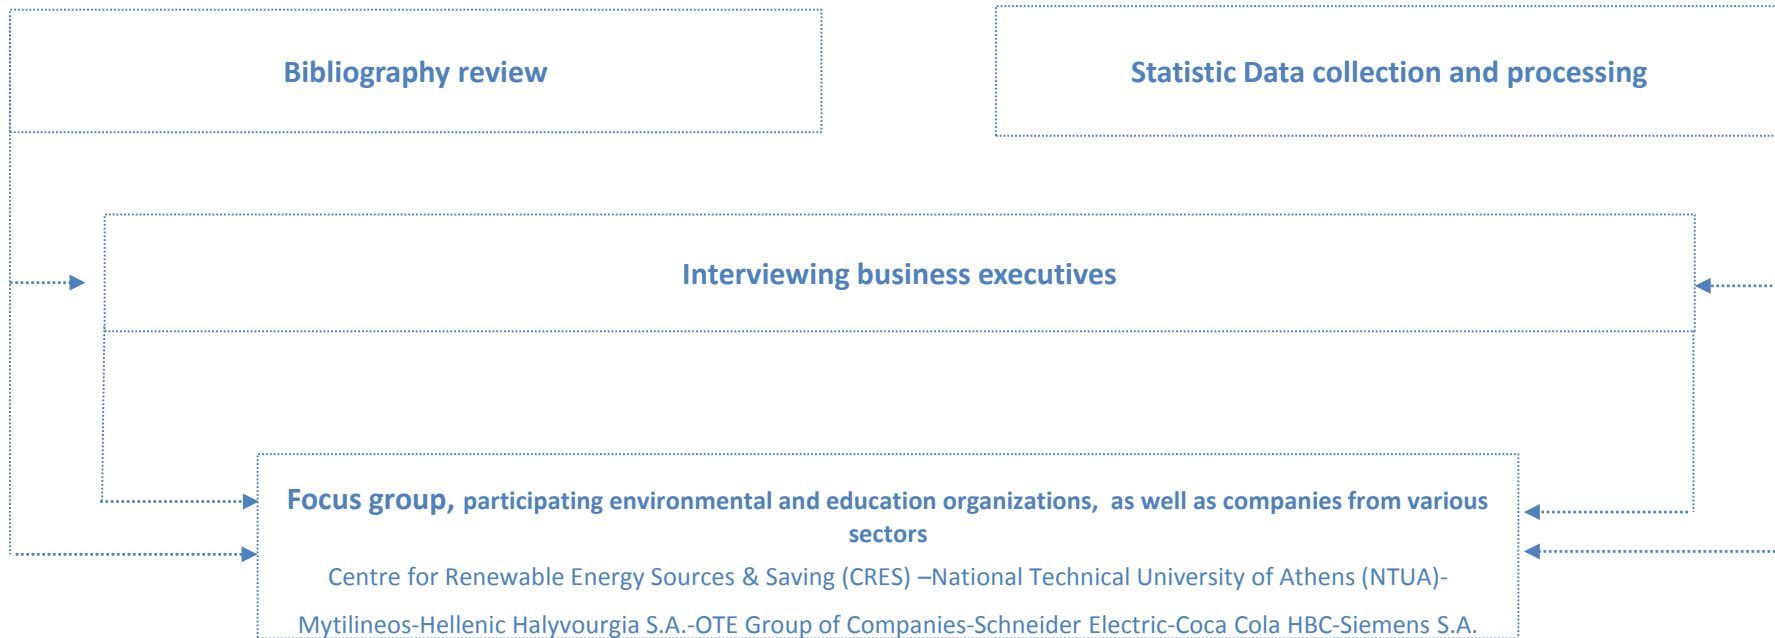 Bibliography review
Statistic Data collection and processing
Interviewing business executives
Focus group, participating environmental and education organizations, as well as companies from various
sectors
Centre for Renewable Energy Sources & Saving (CRES) –National Technical University of Athens (NTUA)-
Mytilineos-Hellenic Halyvourgia S.A.-OTE Group of Companies-Schneider Electric-Coca Cola HBC-Siemens S.A.